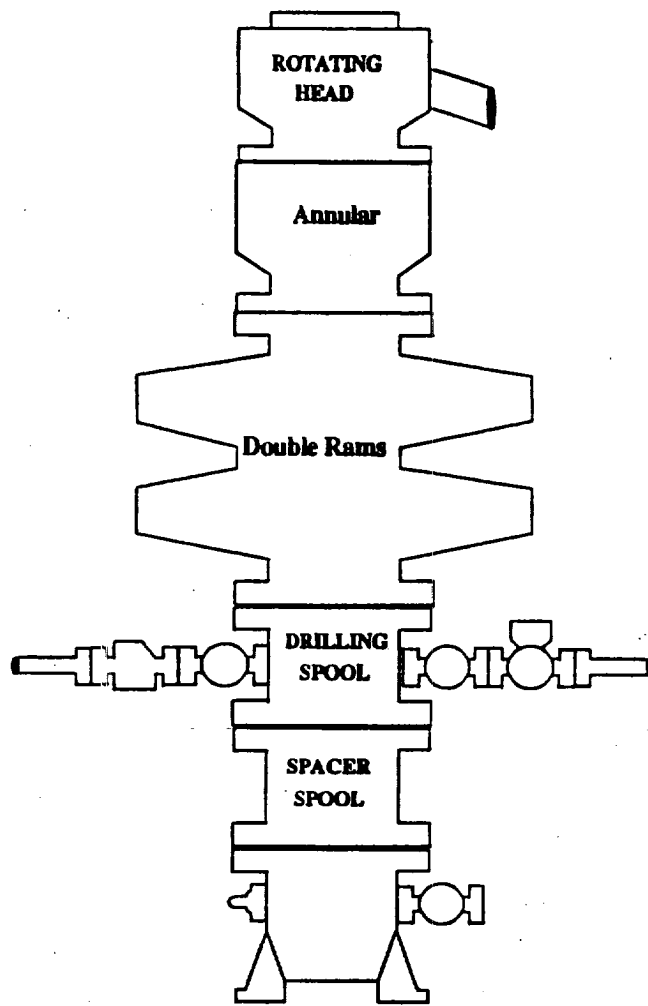 ROTATING
HEAD
Annular
Double Rams
DRILLING
SPOOL
SPACER
SPOOL